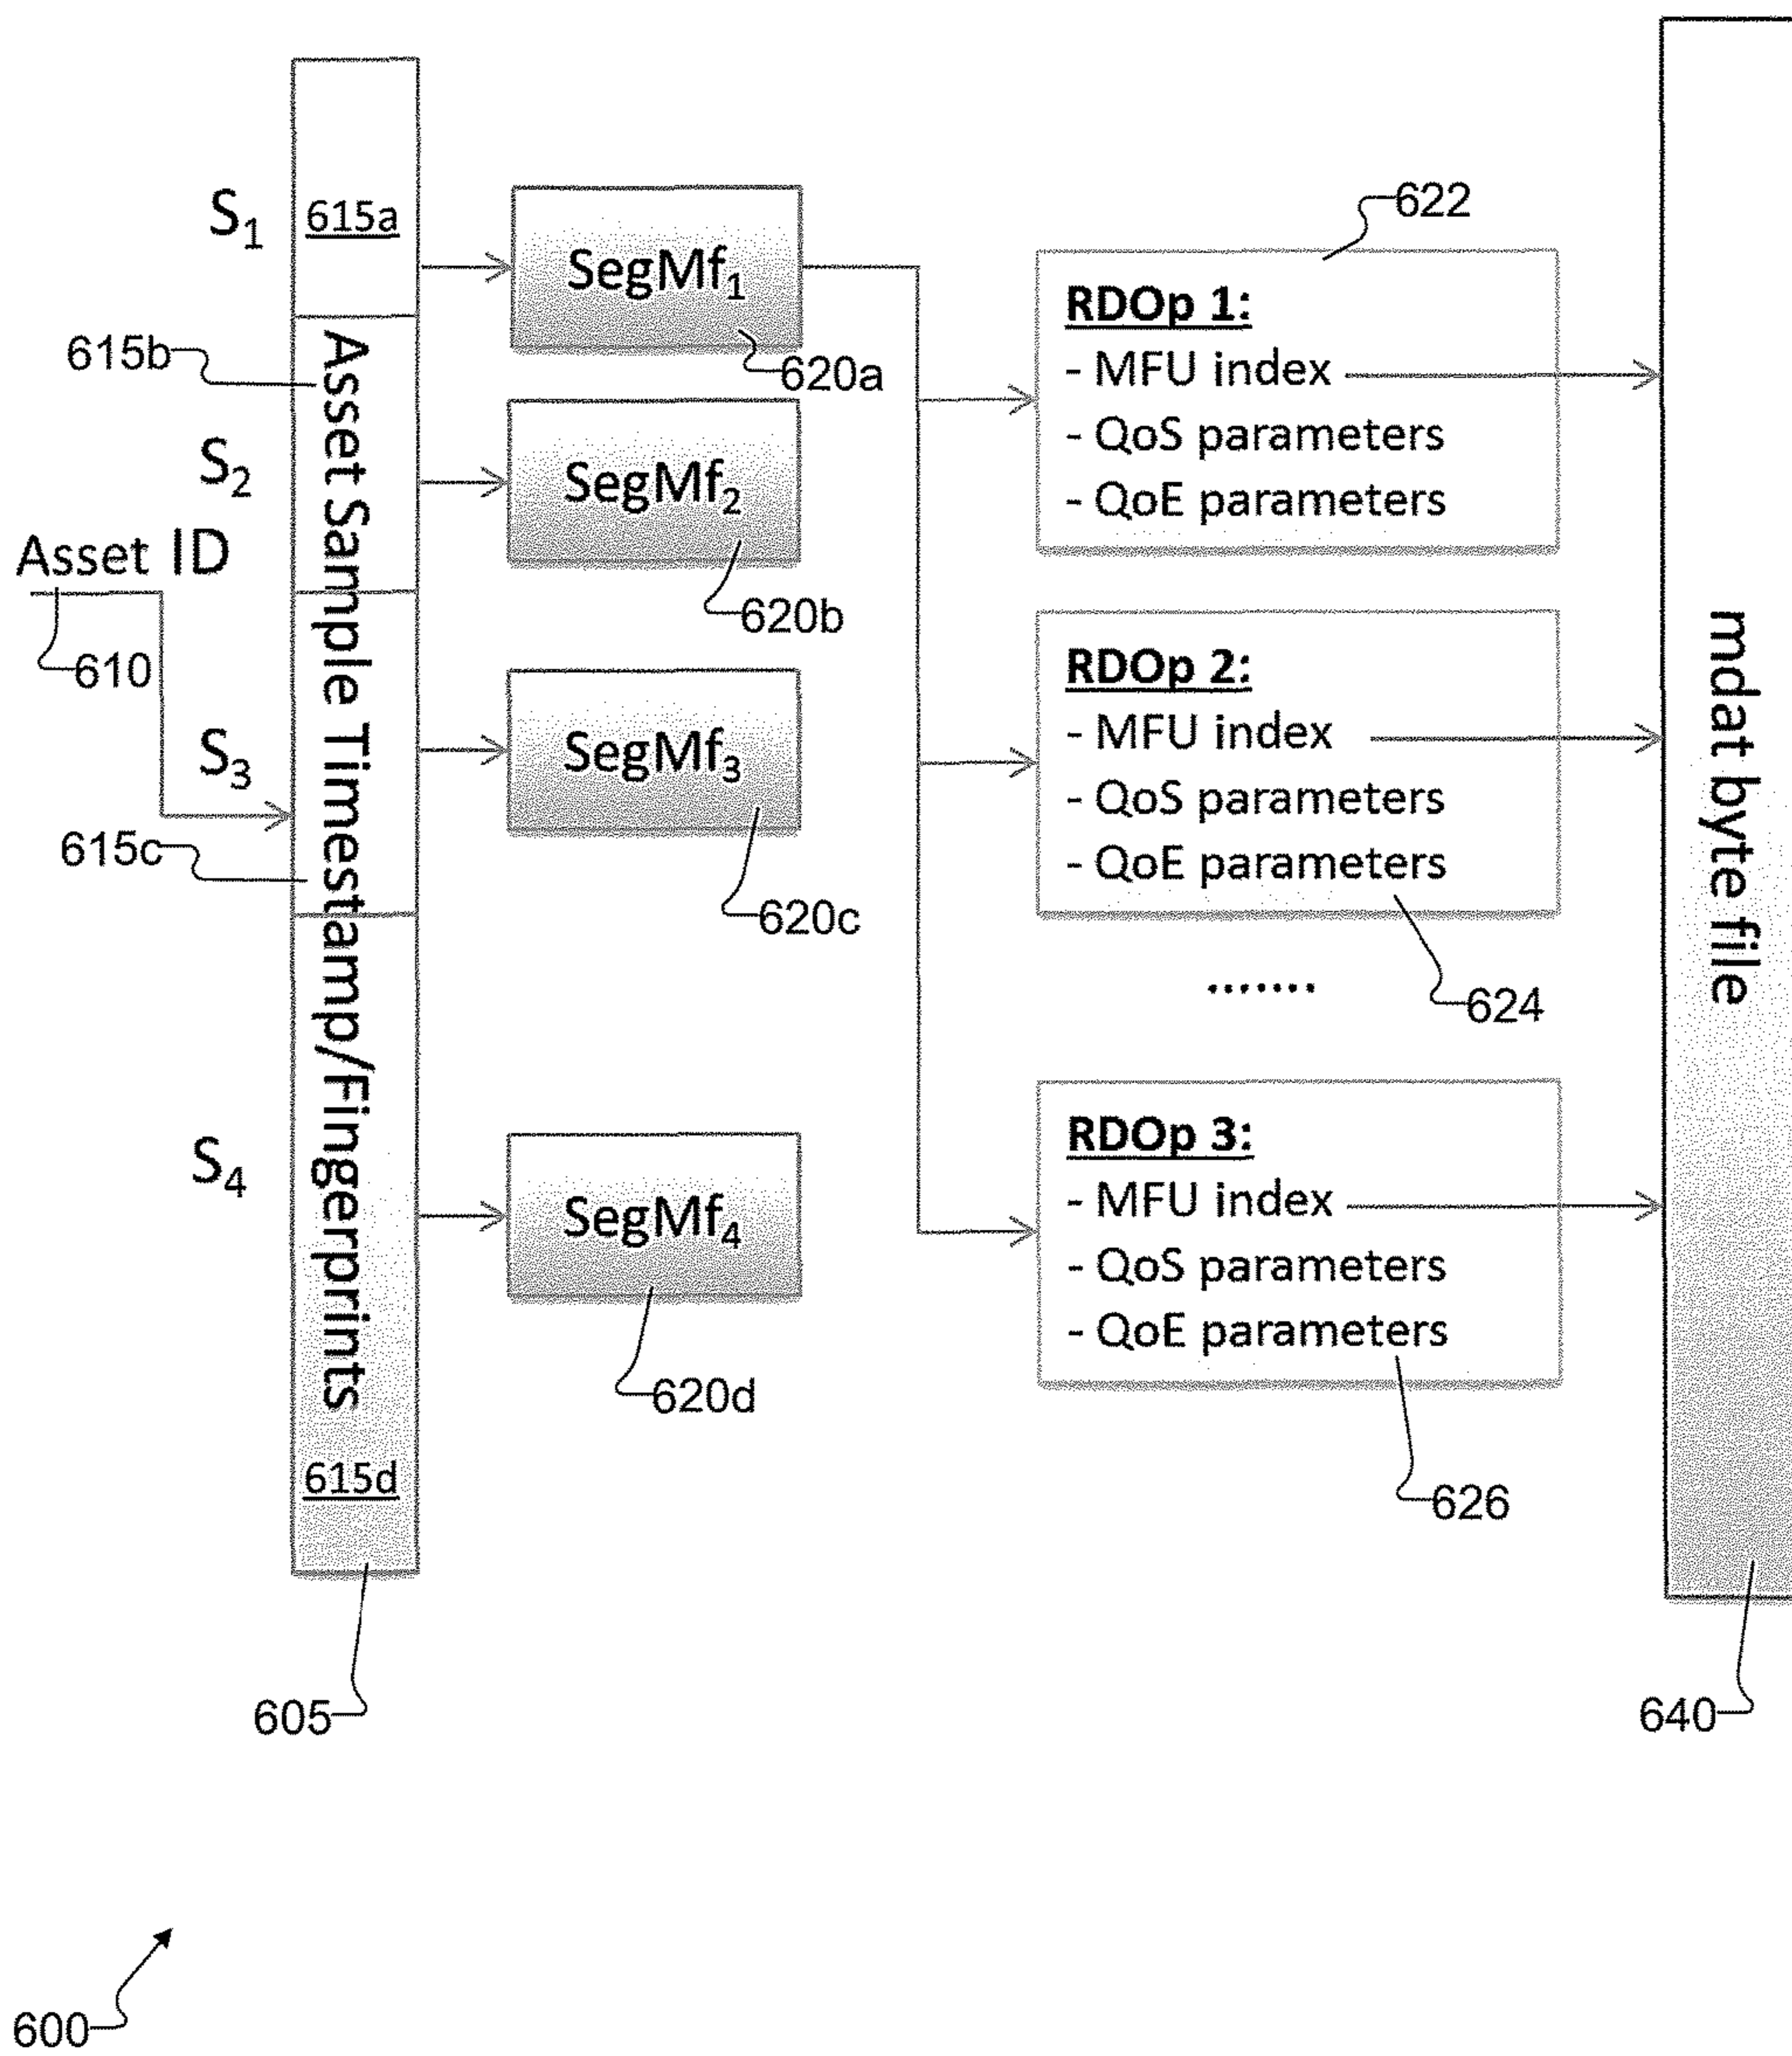 622
S1
615a
SegMf1
RDOp 1:
- MFU index
- QoS parameters
- QoE parameters
615b
620a
S2
SegMf2
Asset ID
610
620b
Asset Sample Timestamp/Fingerprints
mdat byte file
RDOp 2:
- MFU index
- QoS parameters
- QoE parameters
S3
SegMf3
615c
620c
.......
624
S4
SegMf4
RDOp 3:
- MFU index
- QoS parameters
- QoE parameters
620d
615d
626
605
640
600